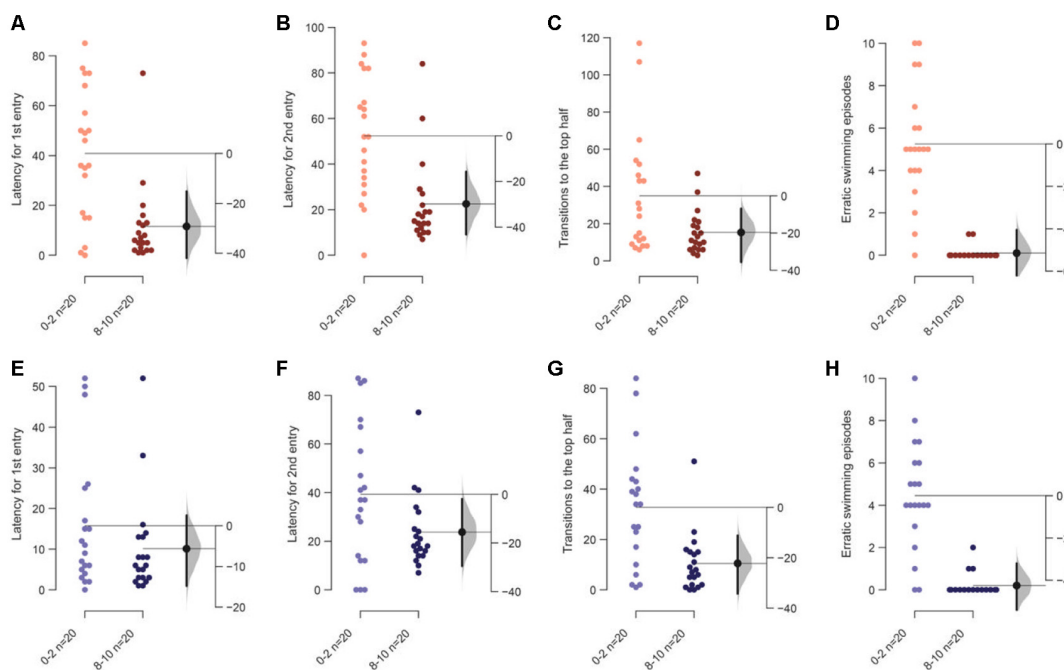 A
Latency for 1st entry
80
60
40
20
0
0
−20
−40
0-2 n=20
8-10 n=20
B
Latency for 2nd entry
100
80
60
40
20
0
0
−20
−40
0-2 n=20
8-10 n=20
C
Transitions to the top half
120
100
80
60
40
20
0
0
−20
−40
0-2 n=20
8-10 n=20
D
Erratic swimming episodes
10
8
6
4
2
0
0
0-2 n=20
8-10 n=20
E
Latency for 1st entry
50
40
30
20
10
0
0
−10
−20
0-2 n=20
8-10 n=20
F
Latency for 2nd entry
80
60
40
20
0
0
−20
−40
0-2 n=20
8-10 n=20
G
Transitions to the top half
80
60
40
20
0
0
−20
−40
0-2 n=20
8-10 n=20
H
Erratic swimming episodes
10
8
6
4
2
0
0
0-2 n=20
8-10 n=20